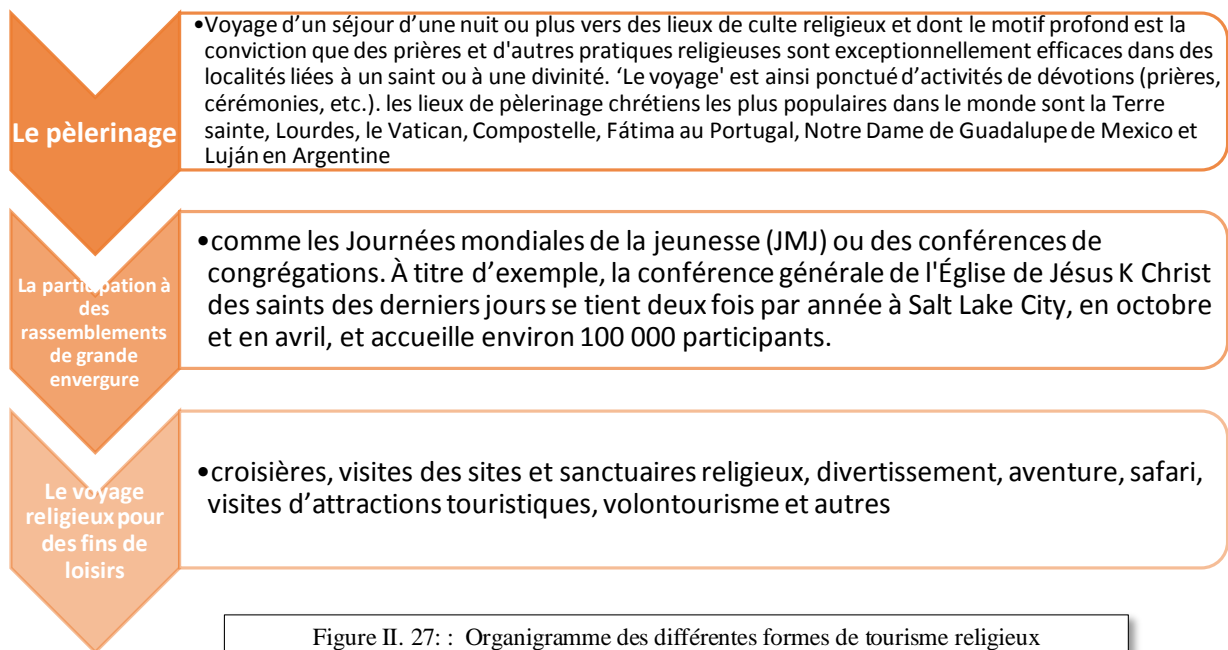 Le pèlerinage
•Voyage d’un séjour d’une nuit ou plus vers des lieux de culte religieux et dont le motif profond est la
conviction que des prières et d'autres pratiques religieuses sont exceptionnellement efficaces dans des
localités liées à un saint ou à une divinité. ‘Le voyage' est ainsi ponctué d’activités de dévotions (prières,
cérémonies, etc.). les lieux de pèlerinage chrétiens les plus populaires dans le monde sont la Terre
sainte, Lourdes, le Vatican, Compostelle, Fátima au Portugal, Notre Dame de Guadalupe de Mexico et
Luján en Argentine
La participation à
des
rassemblements
de grande
envergure
•comme les Journées mondiales de la jeunesse (JMJ) ou des conférences de
congrégations. À titre d’exemple, la conférence générale de l'Église de Jésus K Christ
des saints des derniers jours se tient deux fois par année à Salt Lake City, en octobre
et en avril, et accueille environ 100 000 participants.
Le voyage
religieux pour
des fins de
loisirs
•croisières, visites des sites et sanctuaires religieux, divertissement, aventure, safari,
visites d’attractions touristiques, volontourisme et autres
Figure II. 27: : Organigramme des différentes formes de tourisme religieux